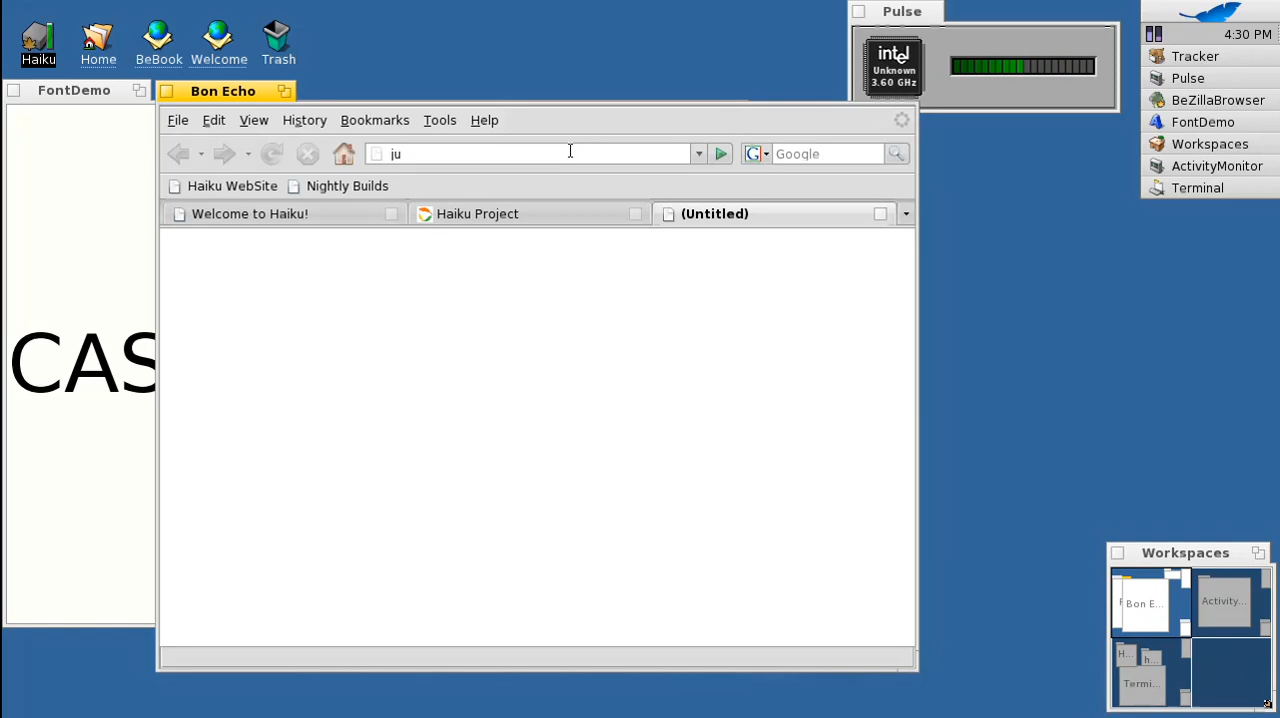 Haiku
Home
BeBook
Welcome
Trash
Pulse
intel
Unknown
3.60 GHz
4:30 PM
Tracker
Pulse
BeZillaBrowser
FontDemo
Workspaces
ActivityMonitor
Terminal
FontDemo
CAS
Bon Echo
File Edit View History Bookmarks Tools Help
ju
G Google
Haiku WebSite Nightly Builds
Welcome to Haiku! Haiku Project (Untitled)
Workspaces
Bon E... Activity...
H... h...
Termi...